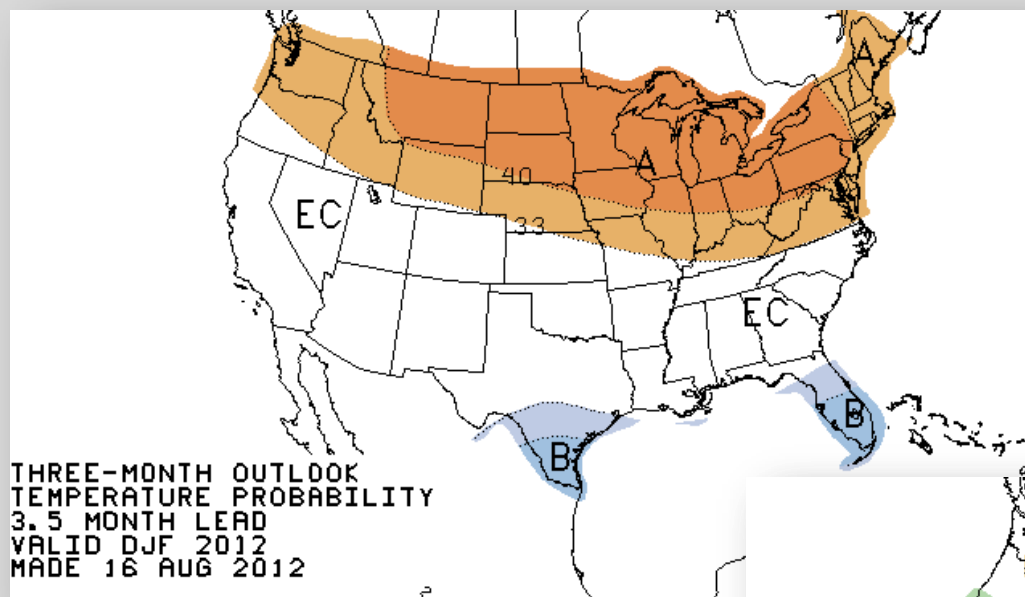 A
A
40
EC
33
EC
B
B
THREE-MONTH OUTLOOK
TEMPERATURE PROBABILITY
3.5 MONTH LEAD
VALID DJF 2012
MADE 16 AUG 2012